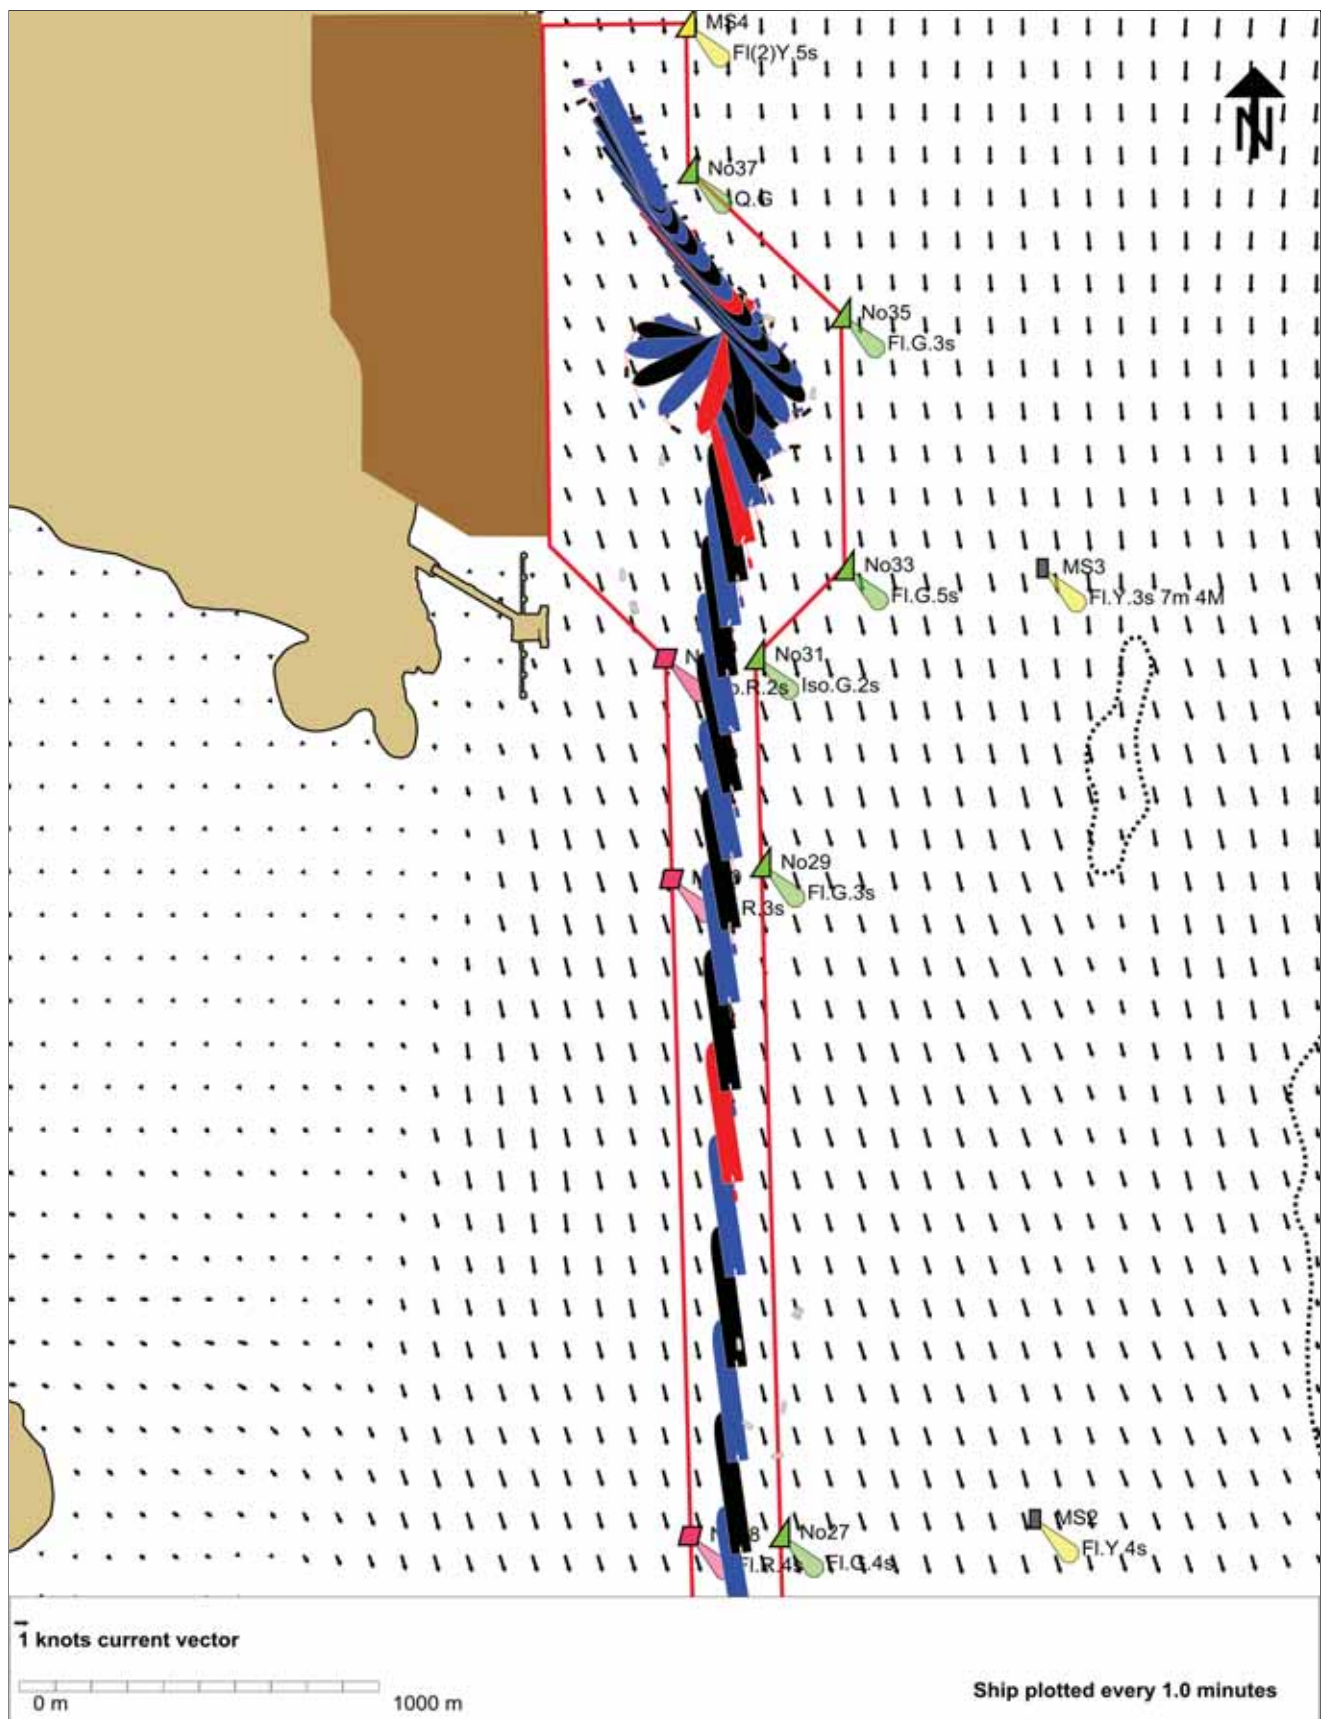 MS4
Fl(2)Y.5s
N
No37
Q.G
No35
Fl.G.3s
No33
Fl.G.5s
MS3
Fl.Y.3s 7m 4M
No31
Iso.G.2s
o.R.2s
No29
Fl.G.3s
R.3s
No27
Fl.R.4s
Fl.G.4s
MS2
Fl.Y.4s
1 knots current vector
0 m
1000 m
Ship plotted every 1.0 minutes